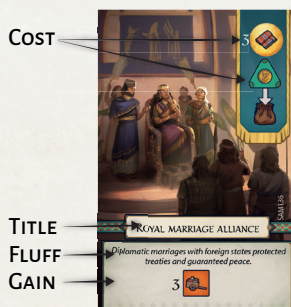 COST
3
SAM136
TITLE
ROYAL MARRIAGE ALLIANCE
FLUFF
Diplomatic marriages with foreign states protected
treaties and guaranteed peace.
GAIN
3